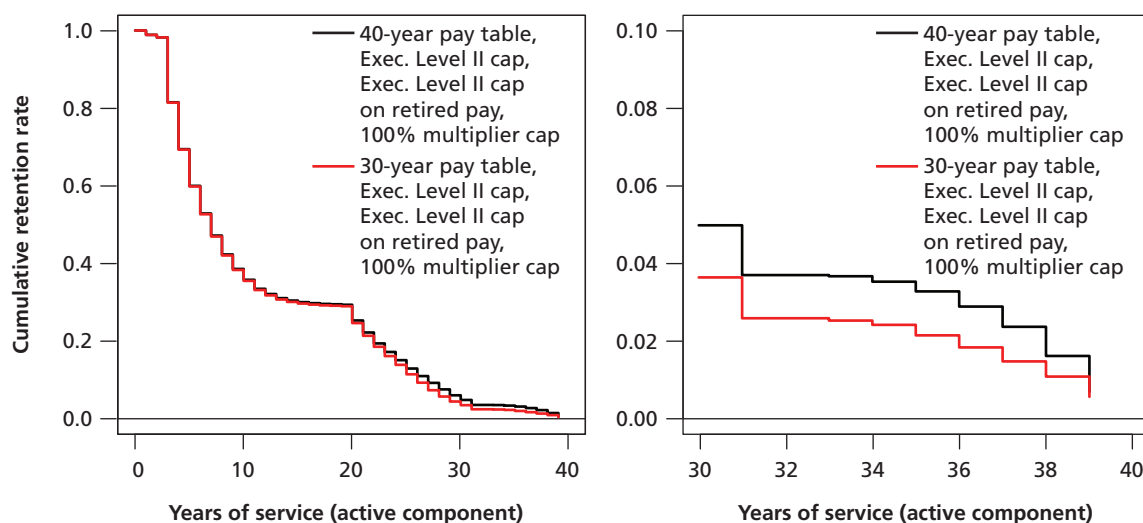 Cumulative retention rate
1.0
0.8
0.6
0.4
0.2
0.0
40-year pay table,
Exec. Level II cap,
Exec. Level II cap
on retired pay,
100% multiplier cap
30-year pay table,
Exec. Level II cap,
Exec. Level II cap
on retired pay,
100% multiplier cap
0 10 20 30 40
Years of service (active component)
0.10
0.08
0.06
0.04
0.02
0.00
40-year pay table,
Exec. Level II cap,
Exec. Level II cap
on retired pay,
100% multiplier cap
30-year pay table,
Exec. Level II cap,
Exec. Level II cap
on retired pay,
100% multiplier cap
30 32 34 36 38 40
Years of service (active component)